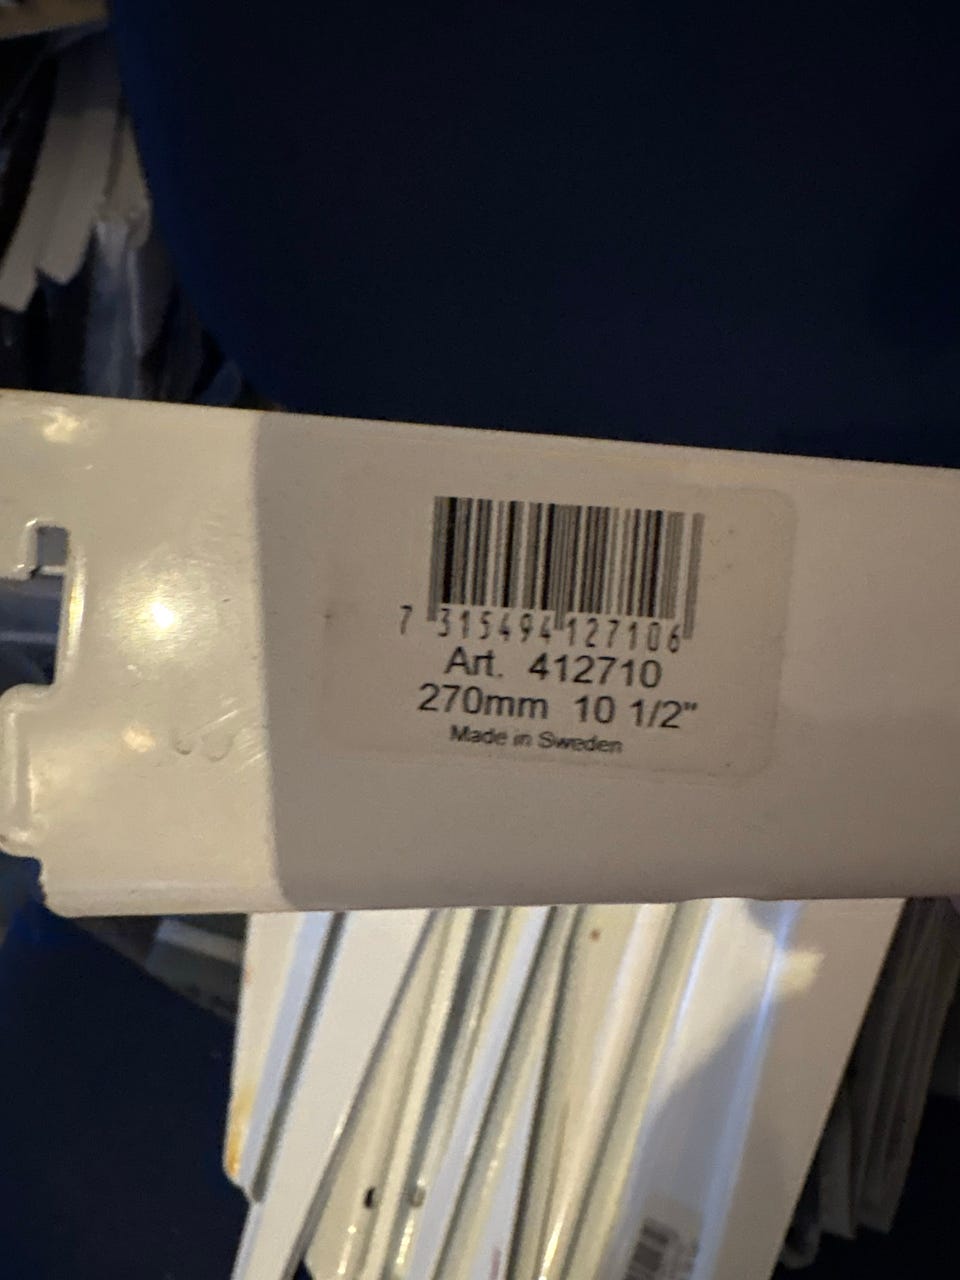 7 315494 127106
Art. 412710
270mm 10 1/2"
Made in Sweden